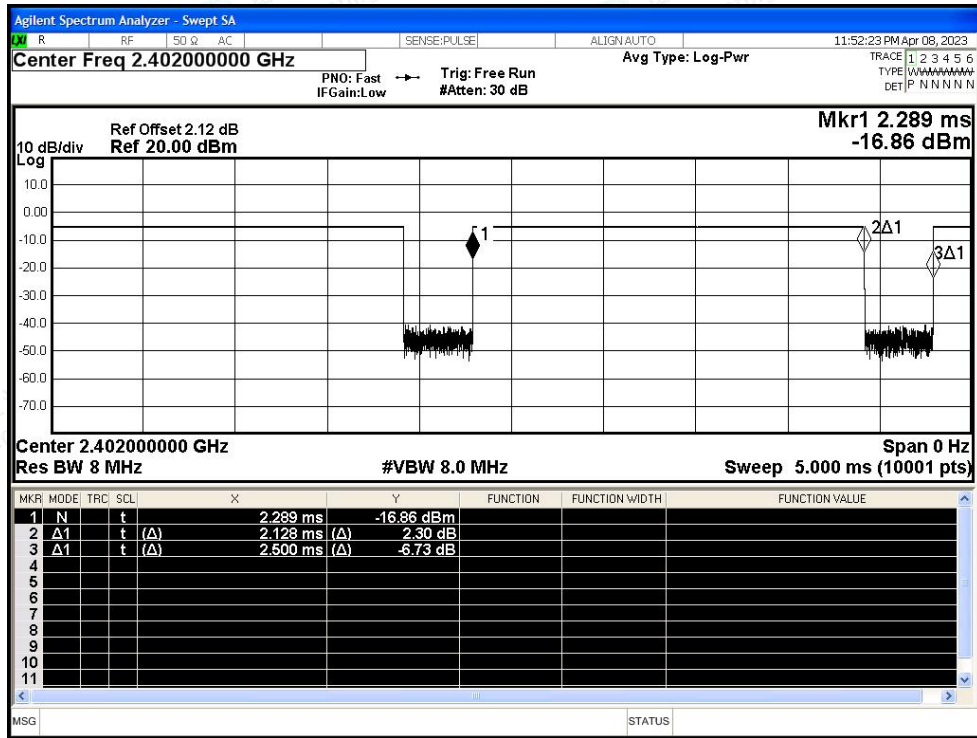 Agilent Spectrum Analyzer - Swept SA
LXI R RF 50 Ω AC SENSE:PULSE ALIGN AUTO 11:52:23 PM Apr 08, 2023
Center Freq 2.402000000 GHz
PNO: Fast
IFGain:Low
Trig: Free Run
#Atten: 30 dB
Avg Type: Log-Pwr
TRACE 1 2 3 4 5 6
TYPE WWWWWW
DET P N N N N N
Mkr1 2.289 ms
-16.86 dBm
10 dB/div
Log
Ref Offset 2.12 dB
Ref 20.00 dBm
10.0
0.00
-10.0
-20.0
-30.0
-40.0
-50.0
-60.0
-70.0
1
2Δ1
3Δ1
Center 2.402000000 GHz Span 0 Hz
Res BW 8 MHz #VBW 8.0 MHz Sweep 5.000 ms (10001 pts)
MKR MODE TRC SCL X Y FUNCTION FUNCTION WIDTH FUNCTION VALUE
1 N t 2.289 ms -16.86 dBm
2 Δ1 t (Δ) 2.128 ms (Δ) 2.30 dB
3 Δ1 t (Δ) 2.500 ms (Δ) -6.73 dB
4
5
6
7
8
9
10
11
MSG STATUS